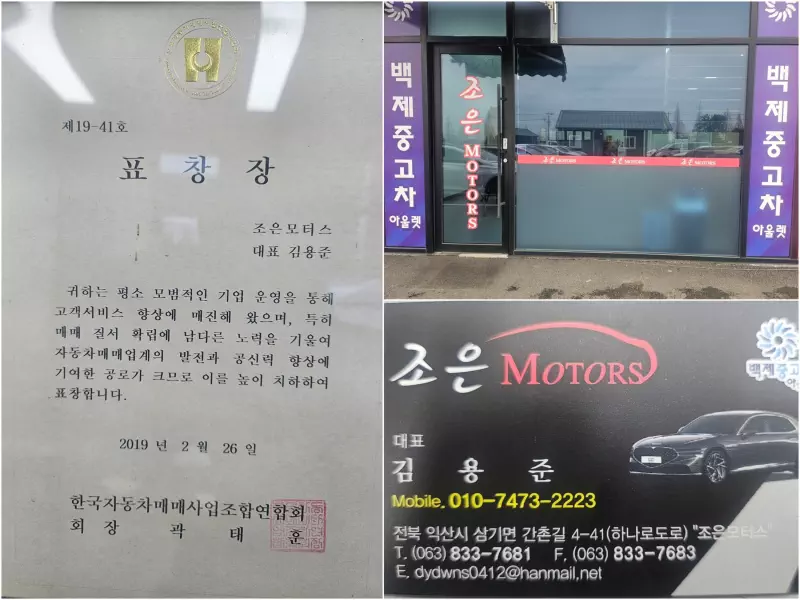 제19-41호
표 창 장
조은모터스
대표 김용준
귀하는 평소 모범적인 기업 운영을 통해
고객서비스 향상에 매진해 왔으며, 특히
매매 질서 확립에 남다른 노력을 기울여
자동차매매업계의 발전과 공신력 향상에
기여한 공로가 크므로 이를 높이 치하하여
표창합니다.
2019 년 2 월 26 일
한국자동차매매사업조합연합회
회 장 곽 태 훈
백제중고차
아울렛
조은 MOTORS
조은
조은
백제중고차
아울렛
조은 MOTORS
백제중고
대표
김 용 준
Mobile. 010-7473-2223
전북 익산시 삼기면 간촌길 4-41(하나로도로) "조은모터스"
T. (063) 833-7681 F. (063) 833-7683
E. dydwns0412@hanmail.net